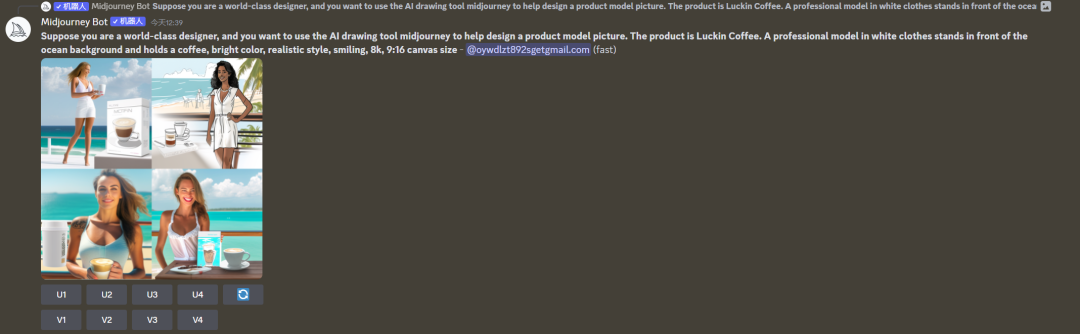 ✓机器人 Midjourney Bot Suppose you are a world-class designer, and you want to use the AI drawing tool midjourney to help design a product model picture. The product is Luckin Coffee. A professional model in white clothes stands in front of the ocea
Midjourney Bot ✓机器人 今天12:39
Suppose you are a world-class designer, and you want to use the AI drawing tool midjourney to help design a product model picture. The product is Luckin Coffee. A professional model in white clothes stands in front of the
ocean background and holds a coffee, bright color, realistic style, smiling, 8k, 9:16 canvas size - @oywdlzt892sgetgmail.com (fast)
U1 U2 U3 U4
V1 V2 V3 V4